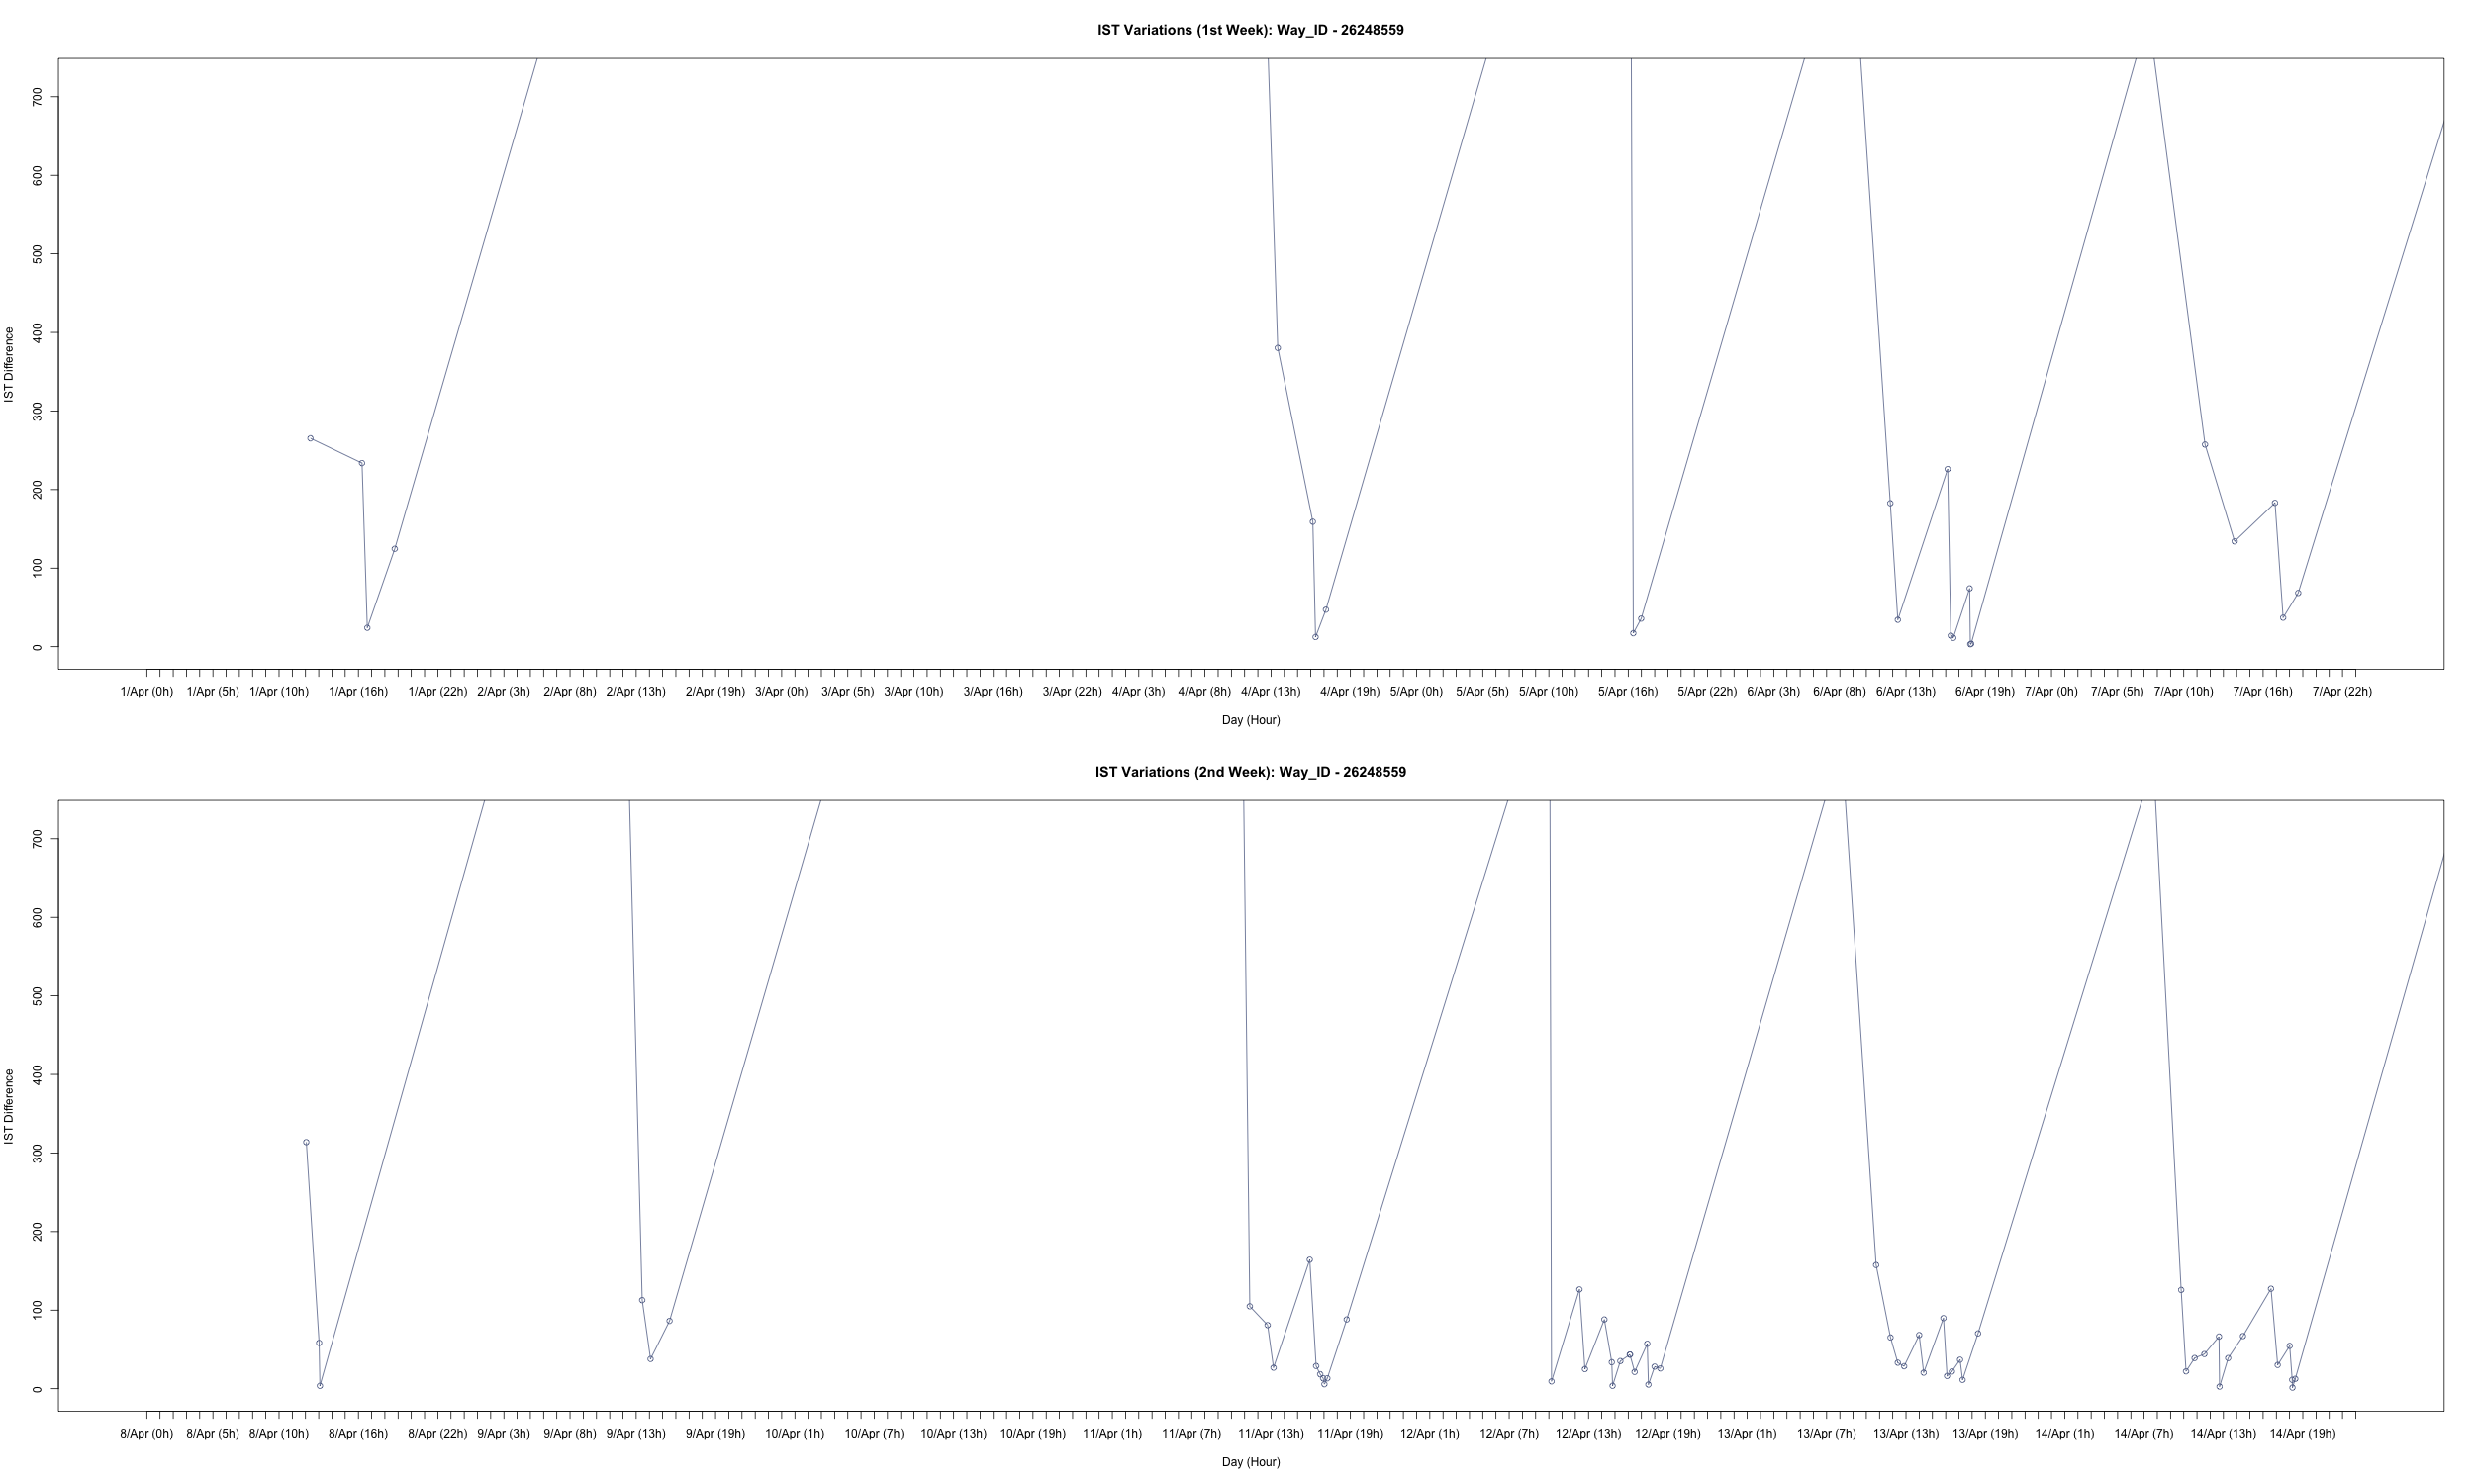 IST Variations (1st Week): Way_ID - 26248559
IST Difference
700
600
500
400
300
200
100
0
1/Apr (0h) 1/Apr (5h) 1/Apr (10h) 1/Apr (16h) 1/Apr (22h) 2/Apr (3h) 2/Apr (8h) 2/Apr (13h) 2/Apr (19h) 3/Apr (0h) 3/Apr (5h) 3/Apr (10h) 3/Apr (16h) 3/Apr (22h) 4/Apr (3h) 4/Apr (8h) 4/Apr (13h) 4/Apr (19h) 5/Apr (0h) 5/Apr (5h) 5/Apr (10h) 5/Apr (16h) 5/Apr (22h) 6/Apr (3h) 6/Apr (8h) 6/Apr (13h) 6/Apr (19h) 7/Apr (0h) 7/Apr (5h) 7/Apr (10h) 7/Apr (16h) 7/Apr (22h)
Day (Hour)
IST Variations (2nd Week): Way_ID - 26248559
IST Difference
700
600
500
400
300
200
100
0
8/Apr (0h) 8/Apr (5h) 8/Apr (10h) 8/Apr (16h) 8/Apr (22h) 9/Apr (3h) 9/Apr (8h) 9/Apr (13h) 9/Apr (19h) 10/Apr (1h) 10/Apr (7h) 10/Apr (13h) 10/Apr (19h) 11/Apr (1h) 11/Apr (7h) 11/Apr (13h) 11/Apr (19h) 12/Apr (1h) 12/Apr (7h) 12/Apr (13h) 12/Apr (19h) 13/Apr (1h) 13/Apr (7h) 13/Apr (13h) 13/Apr (19h) 14/Apr (1h) 14/Apr (7h) 14/Apr (13h) 14/Apr (19h)
Day (Hour)